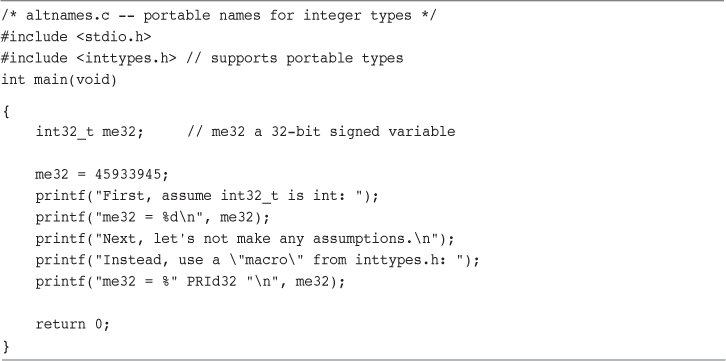 /* altnames.c -- portable names for integer types */
#include <stdio.h>
#include <inttypes.h> // supports portable types
int main(void)
{
    int32_t me32;     // me32 a 32-bit signed variable
    me32 = 45933945;
    printf("First, assume int32_t is int: ");
    printf("me32 = %d\n", me32);
    printf("Next, let's not make any assumptions.\n");
    printf("Instead, use a \"macro\" from inttypes.h: ");
    printf("me32 = %" PRId32 "\n", me32);
    return 0;
}